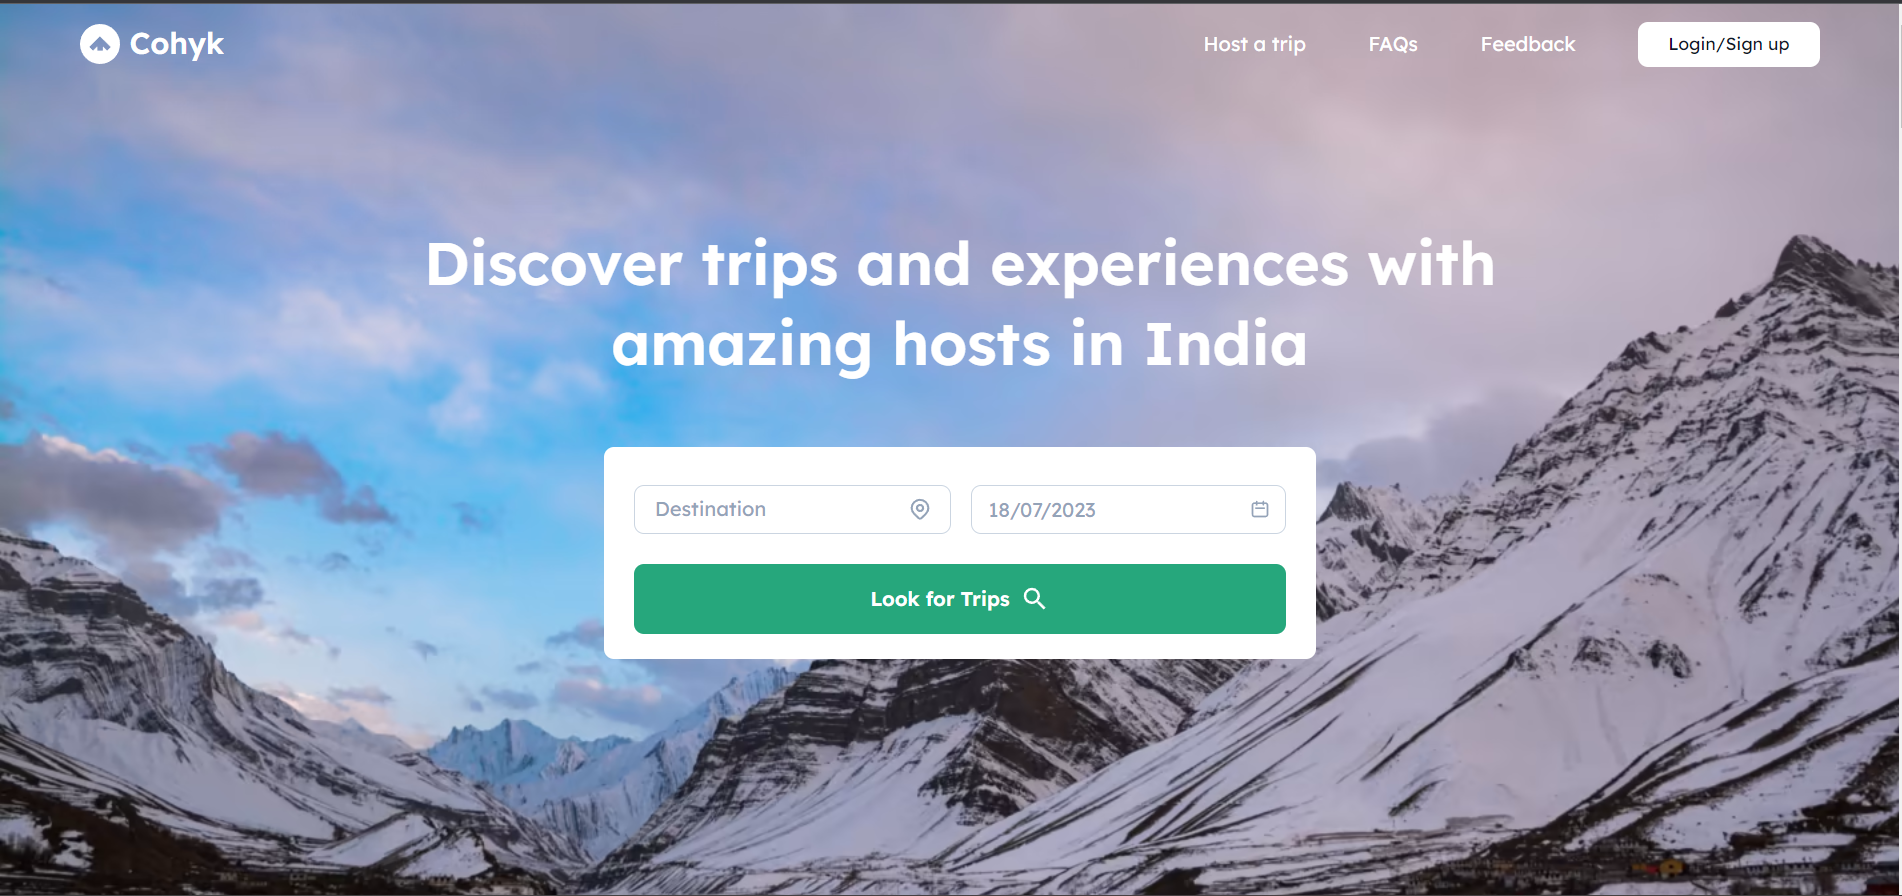 Cohyk
Host a trip
FAQs
Feedback
Login/Sign up
Discover trips and experiences with
amazing hosts in India
Destination
18/07/2023
Look for Trips